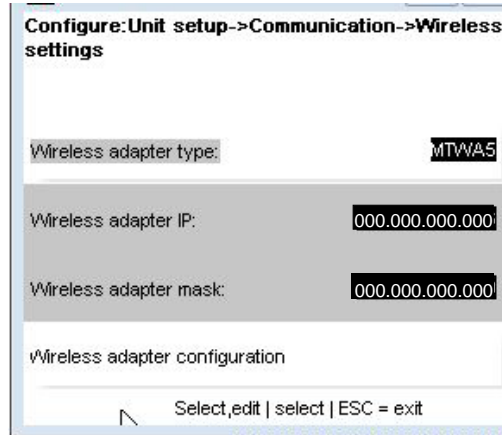 Configure:Unit setup->Communication->Wireless
settings
Wireless adapter type: MTWA5
Wireless adapter IP: 000.000.000.000
Wireless adapter mask: 000.000.000.000
Wireless adapter configuration
Select,edit | select | ESC = exit